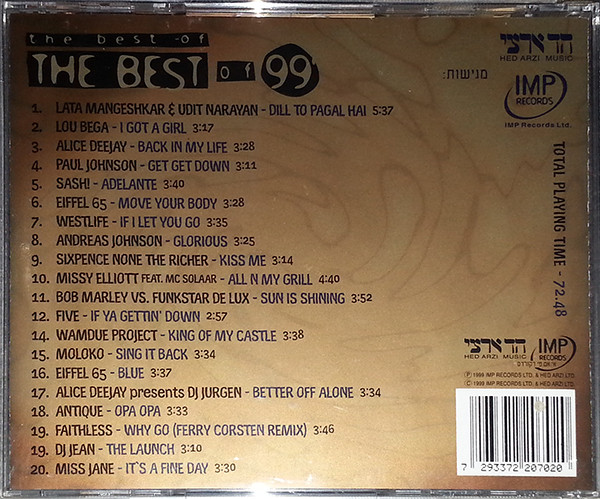 the best of
THE BEST of 99
1. LATA MANGESHKAR & UDIT NARAYAN - DILL TO PAGAL HAI 5:37
2. LOU BEGA - I GOT A GIRL 3:17
3. ALICE DEEJAY - BACK IN MY LIFE 3:28
4. PAUL JOHNSON - GET GET DOWN 3:11
5. SASH! - ADELANTE 3:40
6. EIFFEL 65 - MOVE YOUR BODY 3:28
7. WESTLIFE - IF I LET YOU GO 3:35
8. ANDREAS JOHNSON - GLORIOUS 3:25
9. SIXPENCE NONE THE RICHER - KISS ME 3:14
10. MISSY ELLIOTT FEAT. MC SOLAAR - ALL N MY GRILL 4:40
11. BOB MARLEY VS. FUNKSTAR DE LUX - SUN IS SHINING 3:52
12. FIVE - IF YA GETTIN' DOWN 2:57
14. WAMDUE PROJECT - KING OF MY CASTLE 3:38
15. MOLOKO - SING IT BACK 3:34
16. EIFFEL 65 - BLUE 3:37
17. ALICE DEEJAY presents DJ JURGEN - BETTER OFF ALONE 3:34
18. ANTIQUE - OPA OPA 3:33
19. FAITHLESS - WHY GO (FERRY CORSTEN REMIX) 3:46
19. DJ JEAN - THE LAUNCH 3:10
20. MISS JANE - IT`S A FINE DAY 3:30
הד ארצי
HED ARZI MUSIC
מגישות:
IMP
RECORDS
IMP Records Ltd.
TOTAL PLAYING TIME - 72.48
הד ארצי
HED ARZI MUSIC
IMP
RECORDS
Ⓟ 1999 IMP RECORDS LTD. & HED ARZI LTD.
© 1999 IMP RECORDS LTD. & HED ARZI LTD.
7 293372 207020